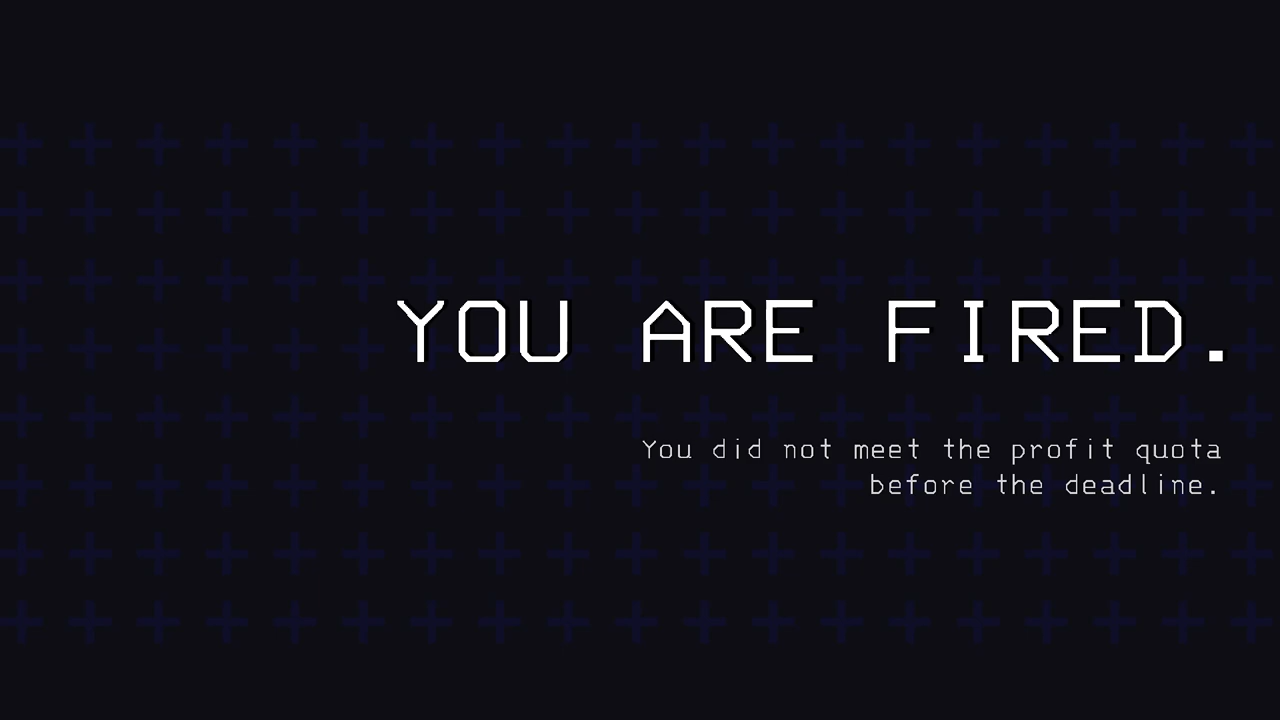 YOU ARE FIRED.
You did not meet the profit quota
before the deadline.